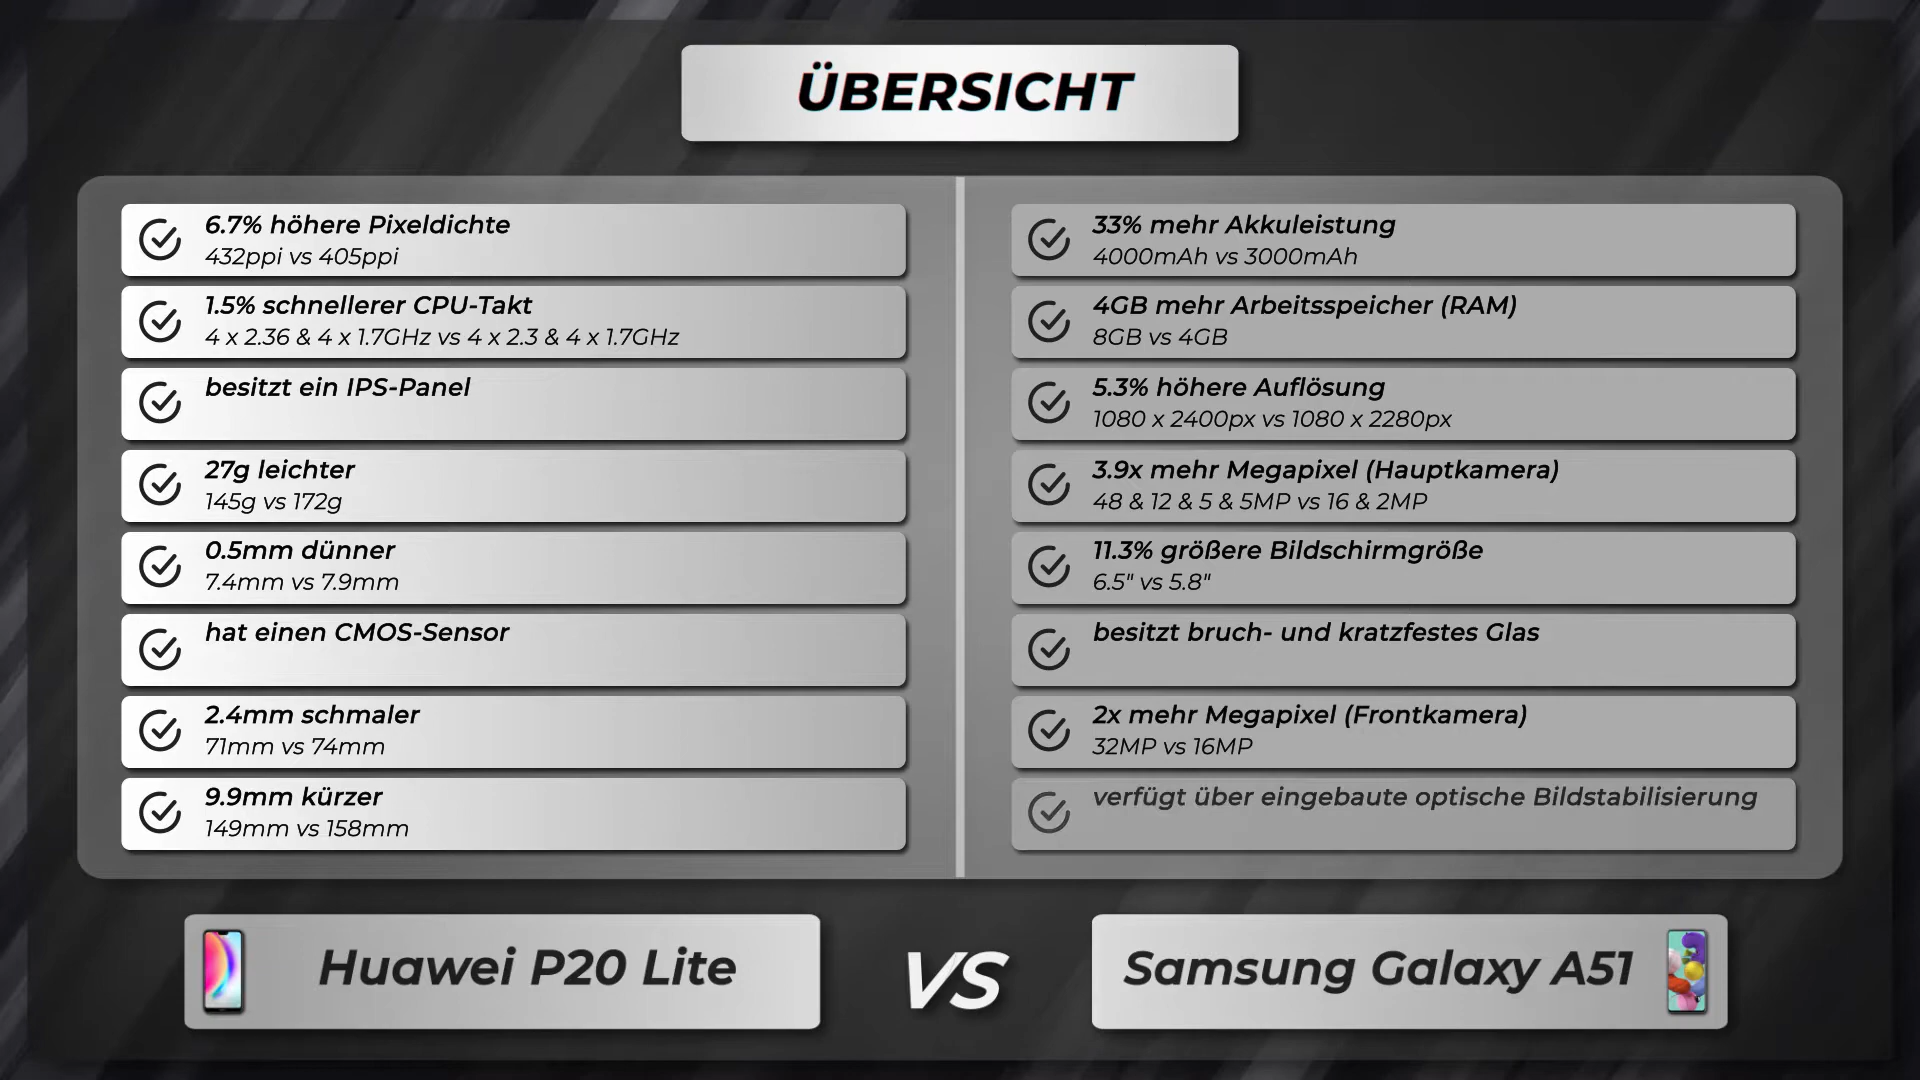 ÜBERSICHT
6.7% höhere Pixeldichte
432ppi vs 405ppi
1.5% schnellerer CPU-Takt
4 x 2.36 & 4 x 1.7GHz vs 4 x 2.3 & 4 x 1.7GHz
besitzt ein IPS-Panel
27g leichter
145g vs 172g
0.5mm dünner
7.4mm vs 7.9mm
hat einen CMOS-Sensor
2.4mm schmaler
71mm vs 74mm
9.9mm kürzer
149mm vs 158mm
33% mehr Akkuleistung
4000mAh vs 3000mAh
4GB mehr Arbeitsspeicher (RAM)
8GB vs 4GB
5.3% höhere Auflösung
1080 x 2400px vs 1080 x 2280px
3.9x mehr Megapixel (Hauptkamera)
48 & 12 & 5 & 5MP vs 16 & 2MP
11.3% größere Bildschirmgröße
6.5" vs 5.8"
besitzt bruch- und kratzfestes Glas
2x mehr Megapixel (Frontkamera)
32MP vs 16MP
verfügt über eingebaute optische Bildstabilisierung
Huawei P20 Lite
VS
Samsung Galaxy A51